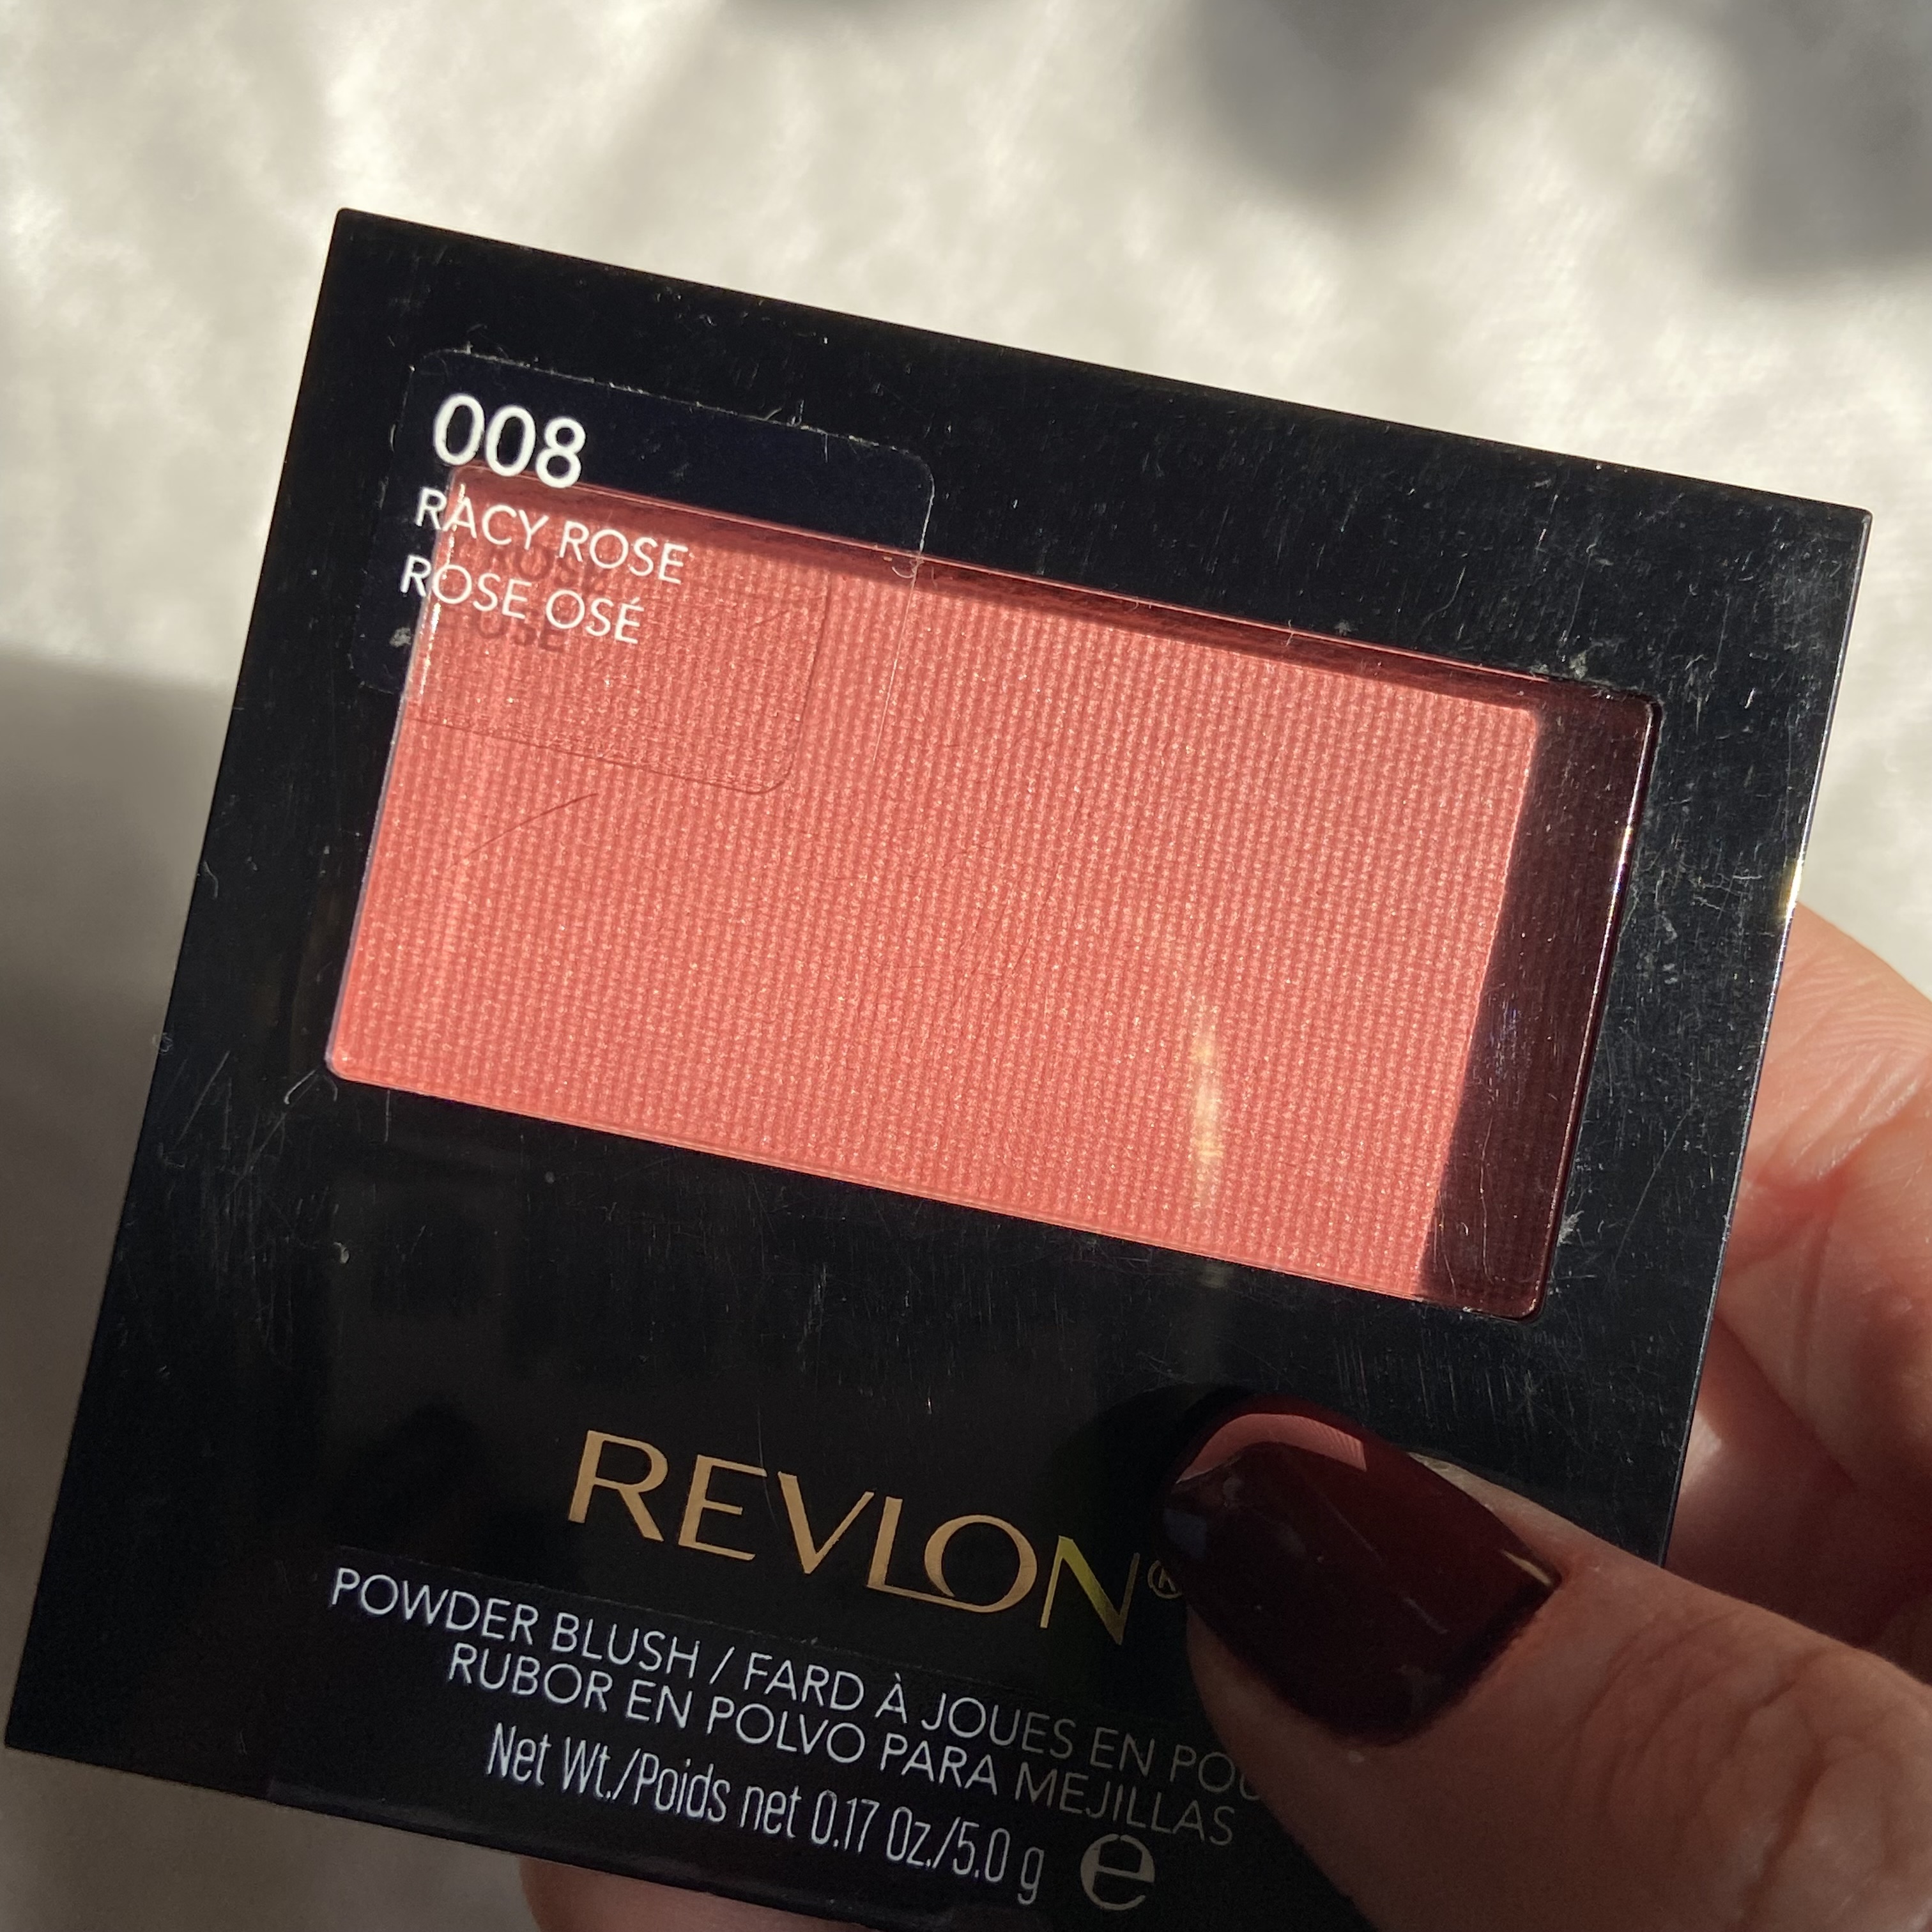 008
RACY ROSE
ROSE OSÉ
REVLON®
POWDER BLUSH / FARD À JOUES EN
RUBOR EN POLVO PARA MEJILLAS
Net Wt./Poids net 0.17 Oz./5.0 g ℮